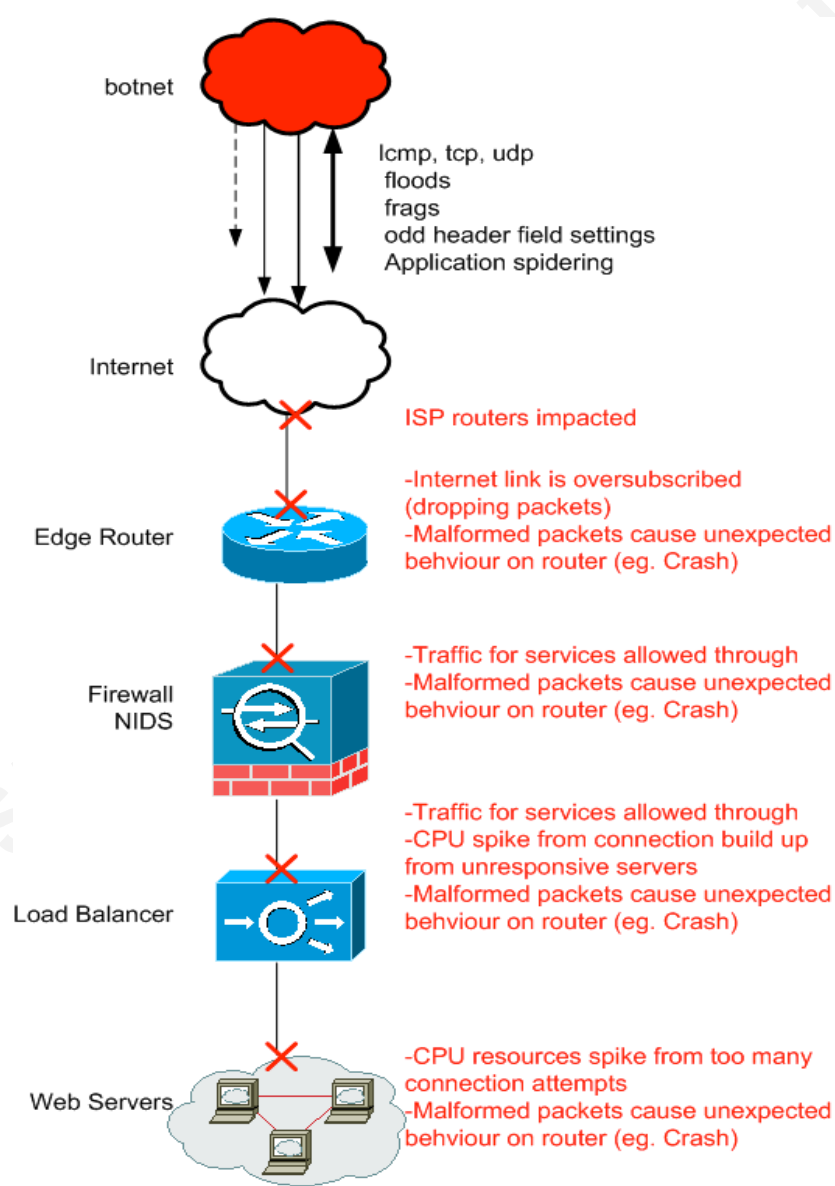 botnet
Icmp, tcp, udp
floods
frags
odd header field settings
Application spidering
Internet
ISP routers impacted
-Internet link is oversubscribed
(dropping packets)
-Malformed packets cause unexpected
behviour on router (eg. Crash)
Edge Router
-Traffic for services allowed through
-Malformed packets cause unexpected
behviour on router (eg. Crash)
Firewall
NIDS
-Traffic for services allowed through
-CPU spike from connection build up
from unresponsive servers
-Malformed packets cause unexpected
behviour on router (eg. Crash)
Load Balancer
-CPU resources spike from too many
connection attempts
-Malformed packets cause unexpected
behviour on router (eg. Crash)
Web Servers